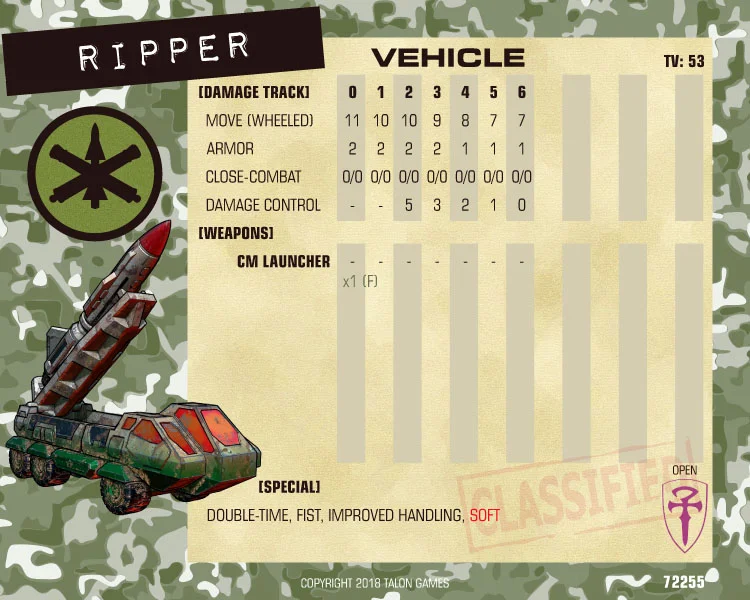 RIPPER
VEHICLE
TV: 53
[DAMAGE TRACK] 0 1 2 3 4 5 6
MOVE (WHEELED) 11 10 10 9 8 7 7
ARMOR 2 2 2 2 1 1 1
CLOSE-COMBAT 0/0 0/0 0/0 0/0 0/0 0/0 0/0
DAMAGE CONTROL - - 5 3 2 1 0
[WEAPONS]
CM LAUNCHER - - - - - - -
x1 (F)
CLASSIFIED
OPEN
[SPECIAL]
DOUBLE-TIME, FIST, IMPROVED HANDLING, SOFT
COPYRIGHT 2018 TALON GAMES
72255